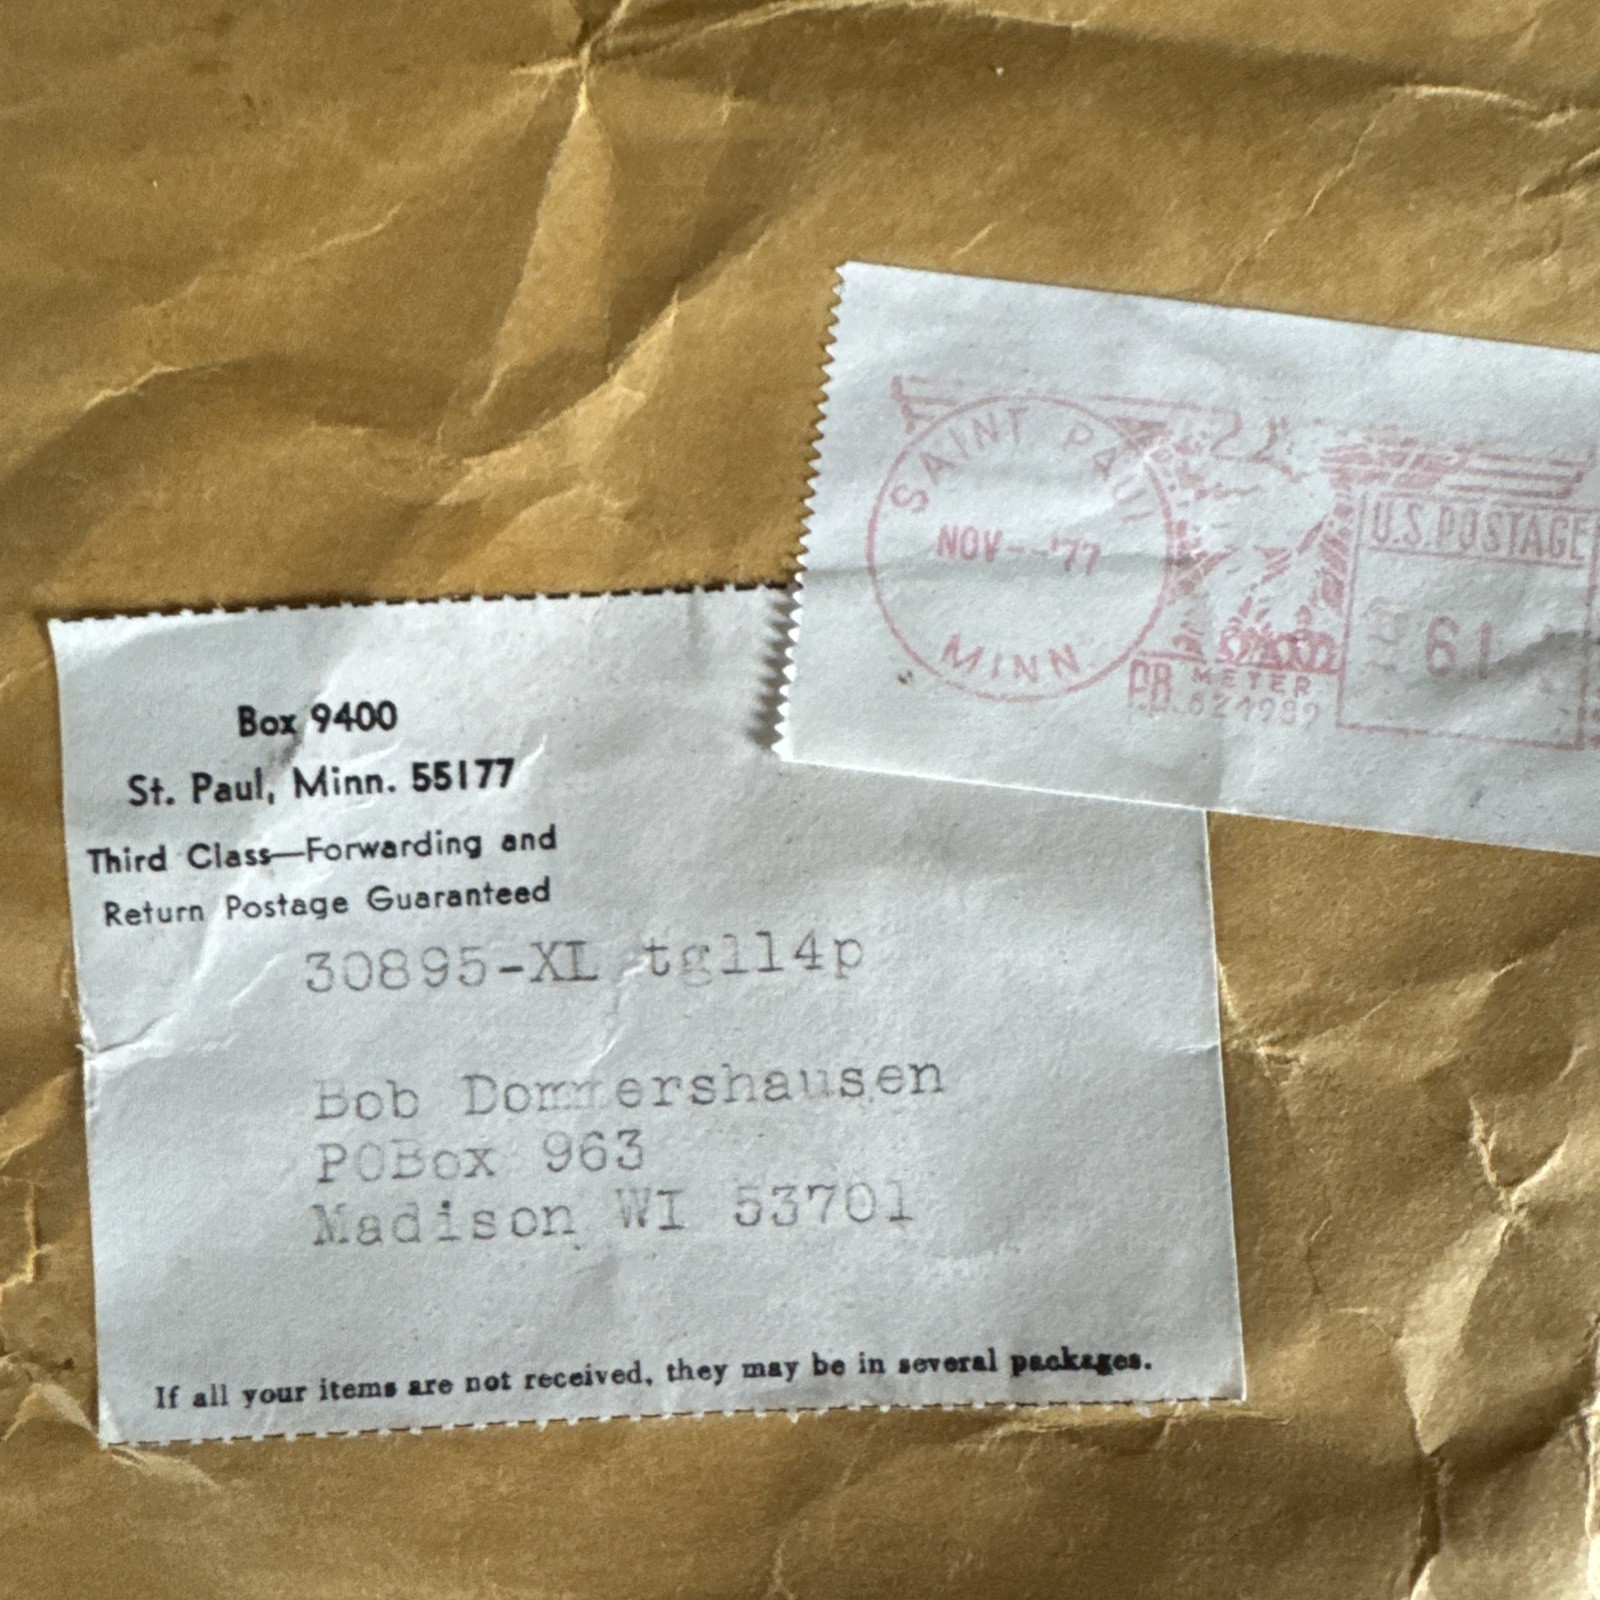 Box 9400
St. Paul, Minn. 55177
Third Class—Forwarding and
Return Postage Guaranteed
30895-XL tg114p
Bob Dommershausen
POBox 963
Madison WI 53701
If all your items are not received, they may be in several packages.
SAINT PAUL
NOV--'77
MINN.
U.S. POSTAGE
61
P.B. METER